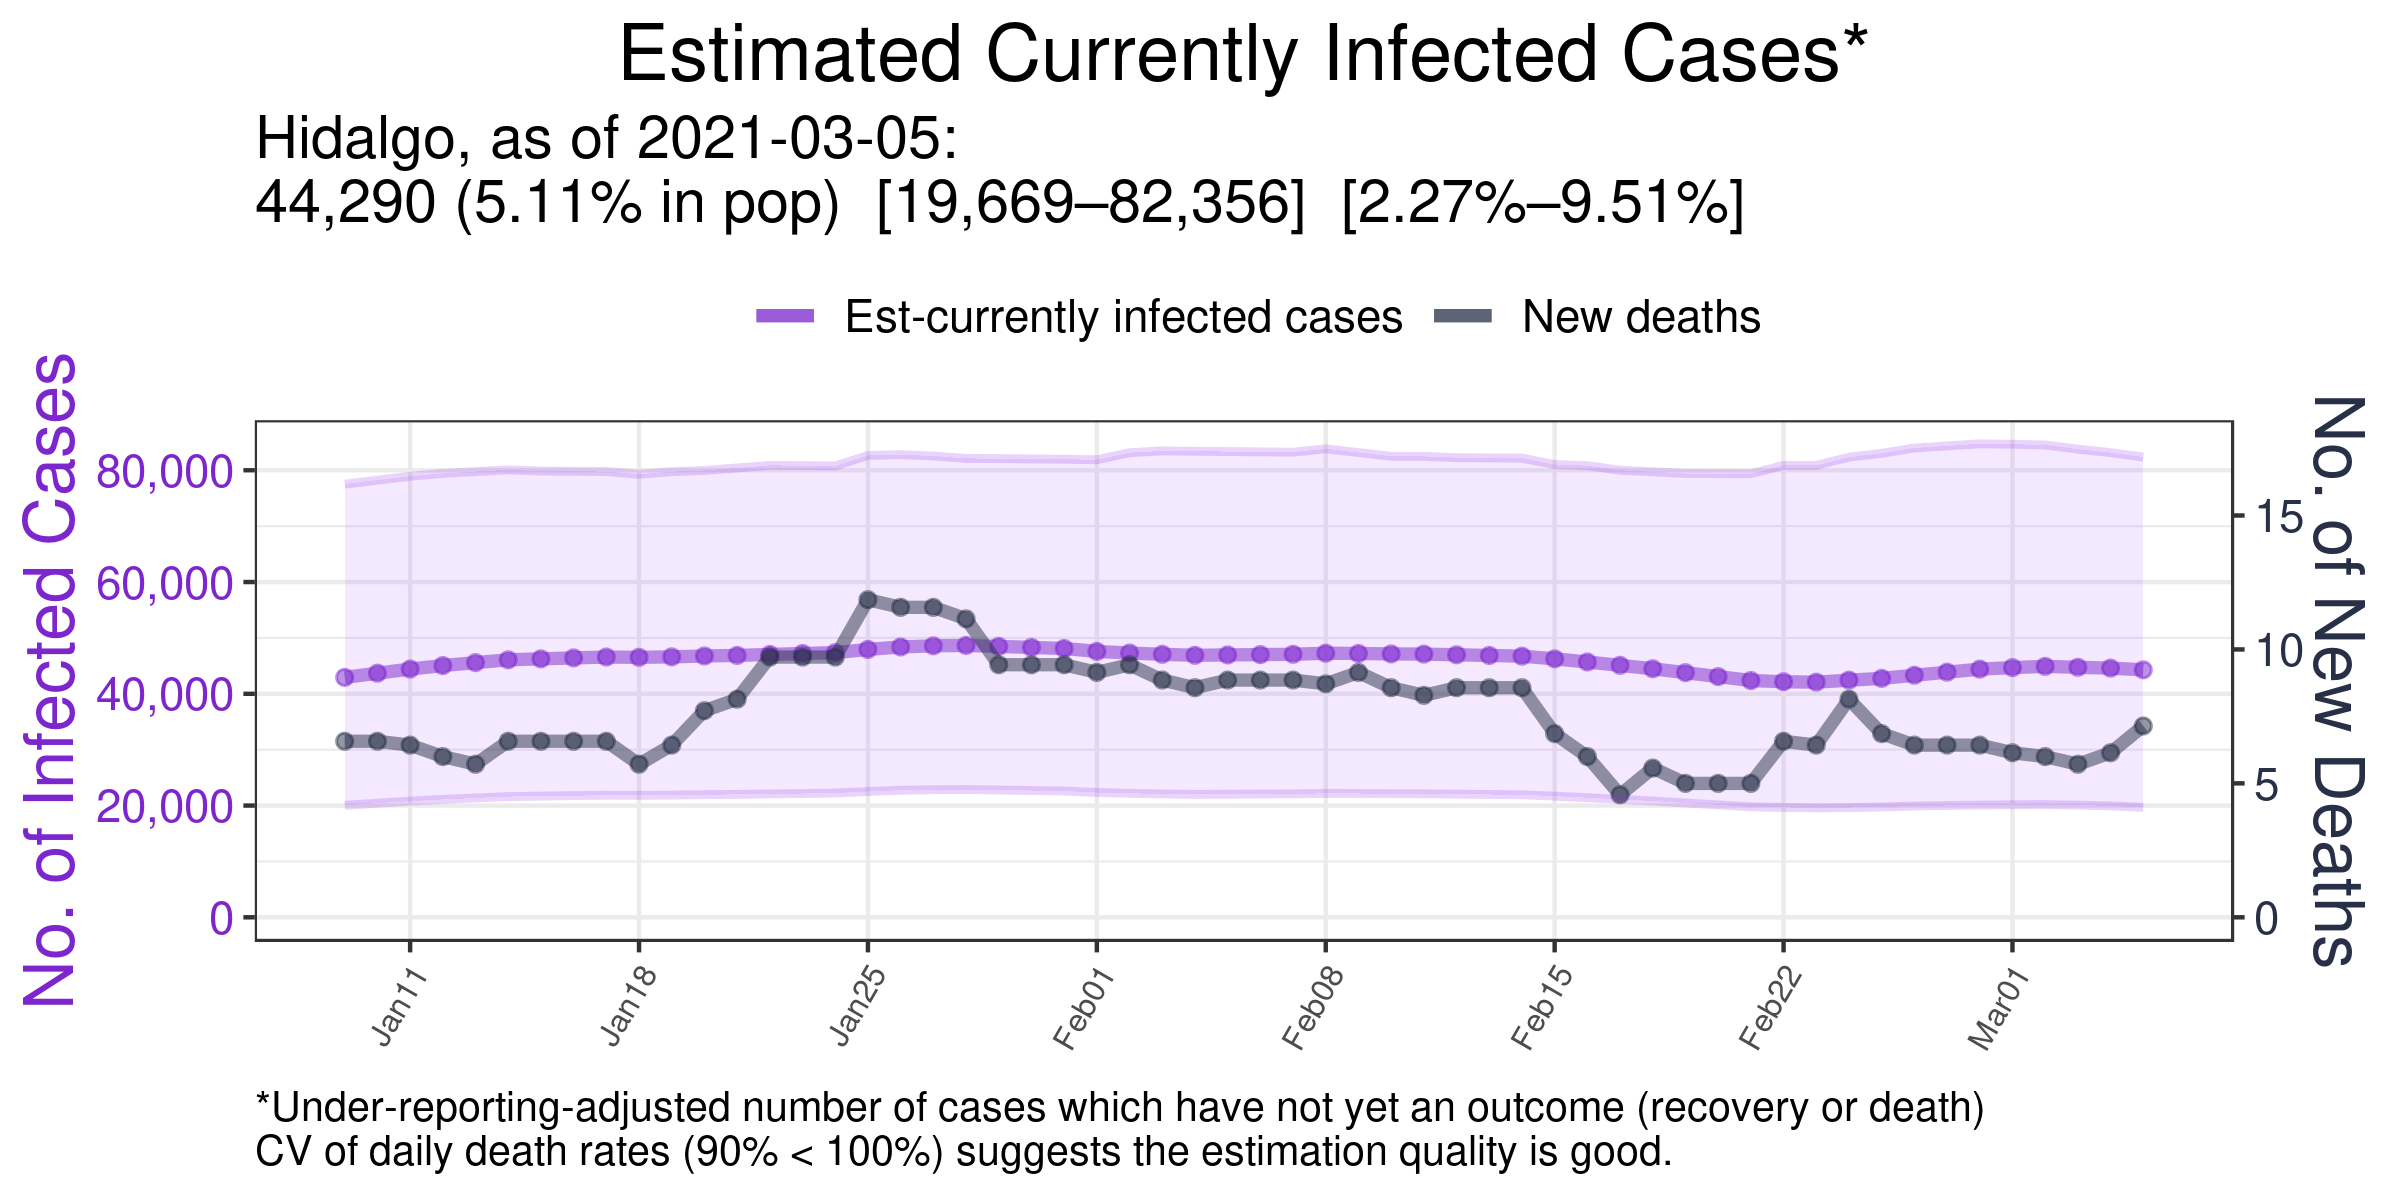 Estimated Currently Infected Cases*
Hidalgo, as of 2021-03-05:
44,290 (5.11% in pop)  [19,669–82,356]  [2.27%–9.51%]
Est-currently infected cases
New deaths
No. of Infected Cases
80,000
60,000
40,000
20,000
0
No. of New Deaths
15
10
5
0
Jan11
Jan18
Jan25
Feb01
Feb08
Feb15
Feb22
Mar01
*Under-reporting-adjusted number of cases which have not yet an outcome (recovery or death)
CV of daily death rates (90% < 100%) suggests the estimation quality is good.